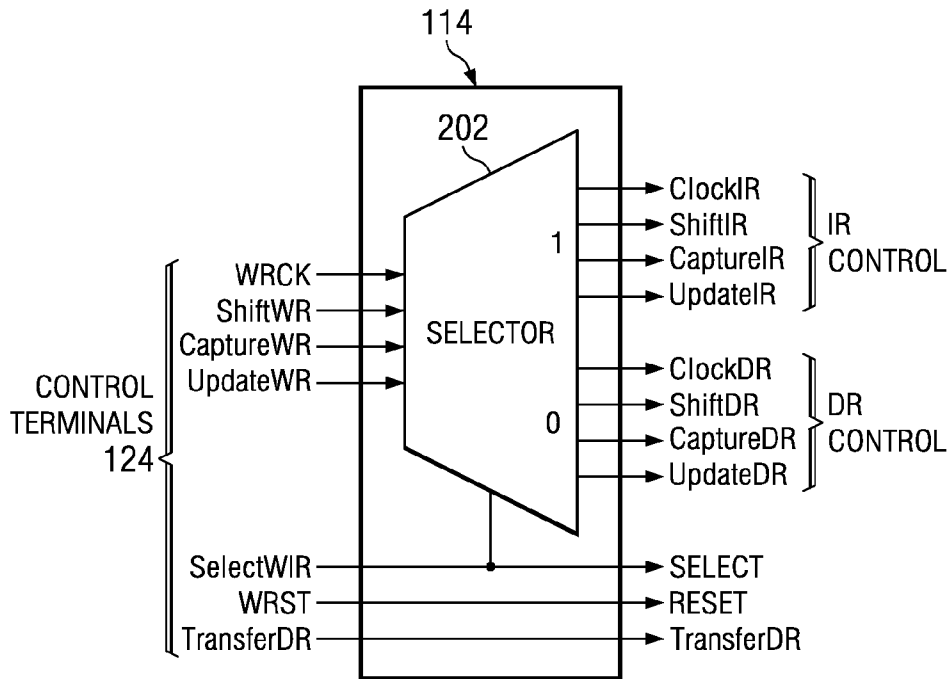 114
202
WRCK
ShiftWR
CaptureWR
UpdateWR
CONTROL
TERMINALS
124
SelectWIR
WRST
TransferDR
SELECTOR
1
0
ClockIR
ShiftIR
CaptureIR
UpdateIR
IR
CONTROL
ClockDR
ShiftDR
CaptureDR
UpdateDR
DR
CONTROL
SELECT
RESET
TransferDR